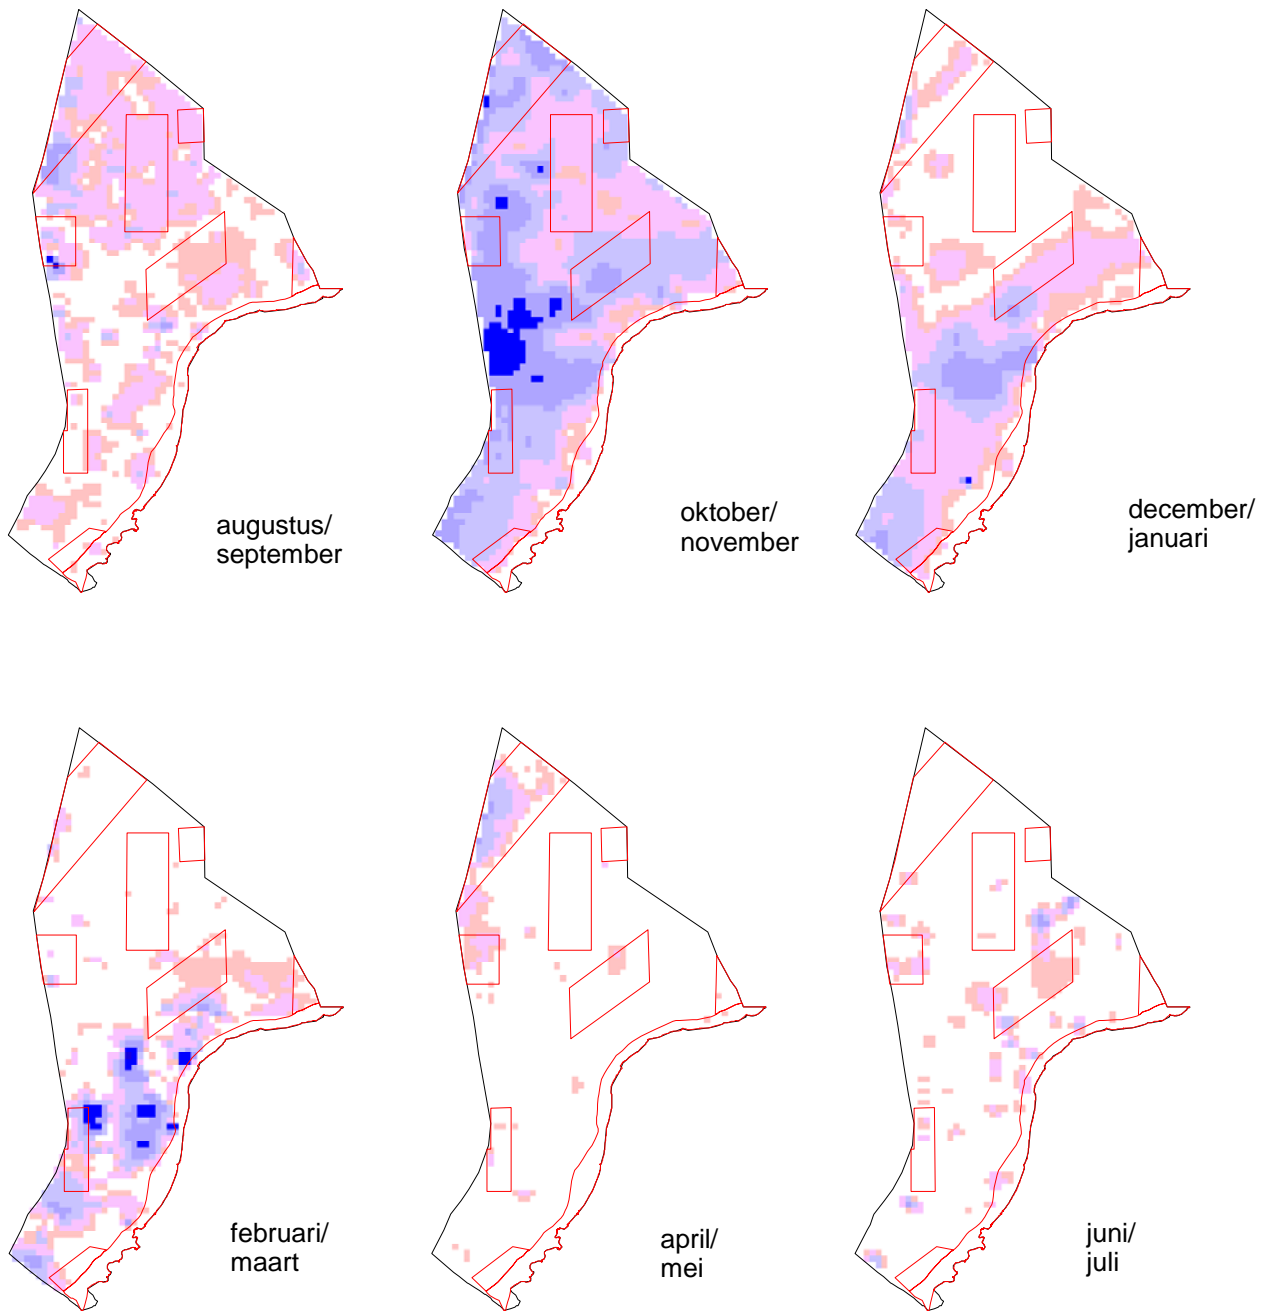 augustus/
september
oktober/
november
december/
januari
februari/
maart
april/
mei
juni/
juli